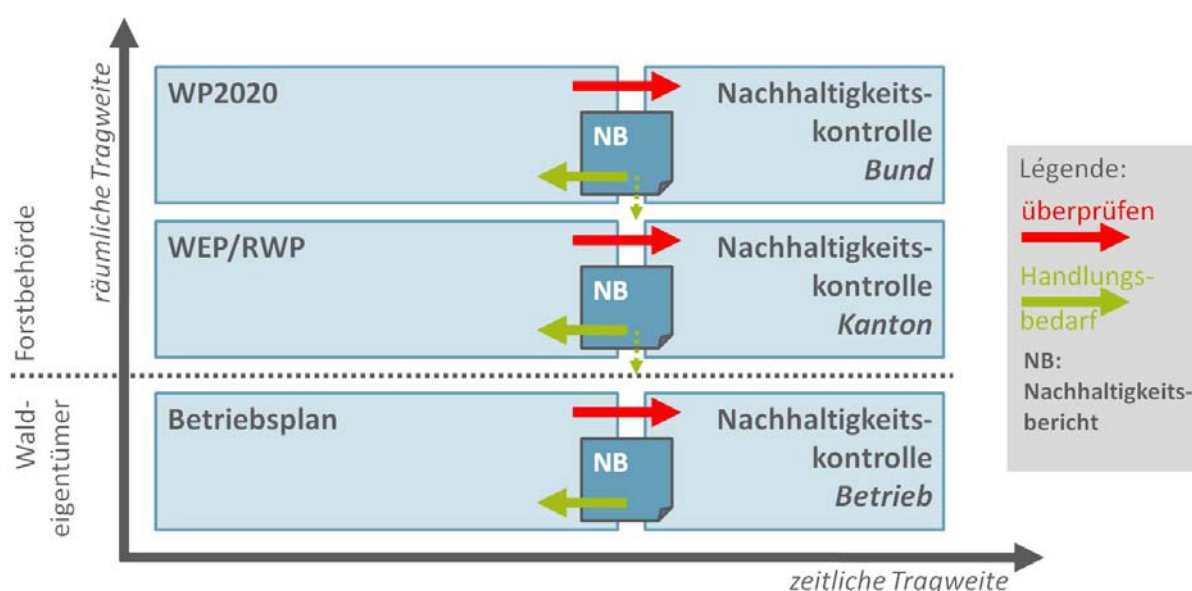 räumliche Tragweite
Forstbehörde
Wald-
eigentümer
WP2020
NB
Nachhaltigkeits-
kontrolle
Bund
WEP/RWP
NB
Nachhaltigkeits-
kontrolle
Kanton
Betriebsplan
NB
Nachhaltigkeits-
kontrolle
Betrieb
zeitliche Tragweite
Légende:
überprüfen
Handlungs-
bedarf
NB:
Nachhaltigkeits-
bericht